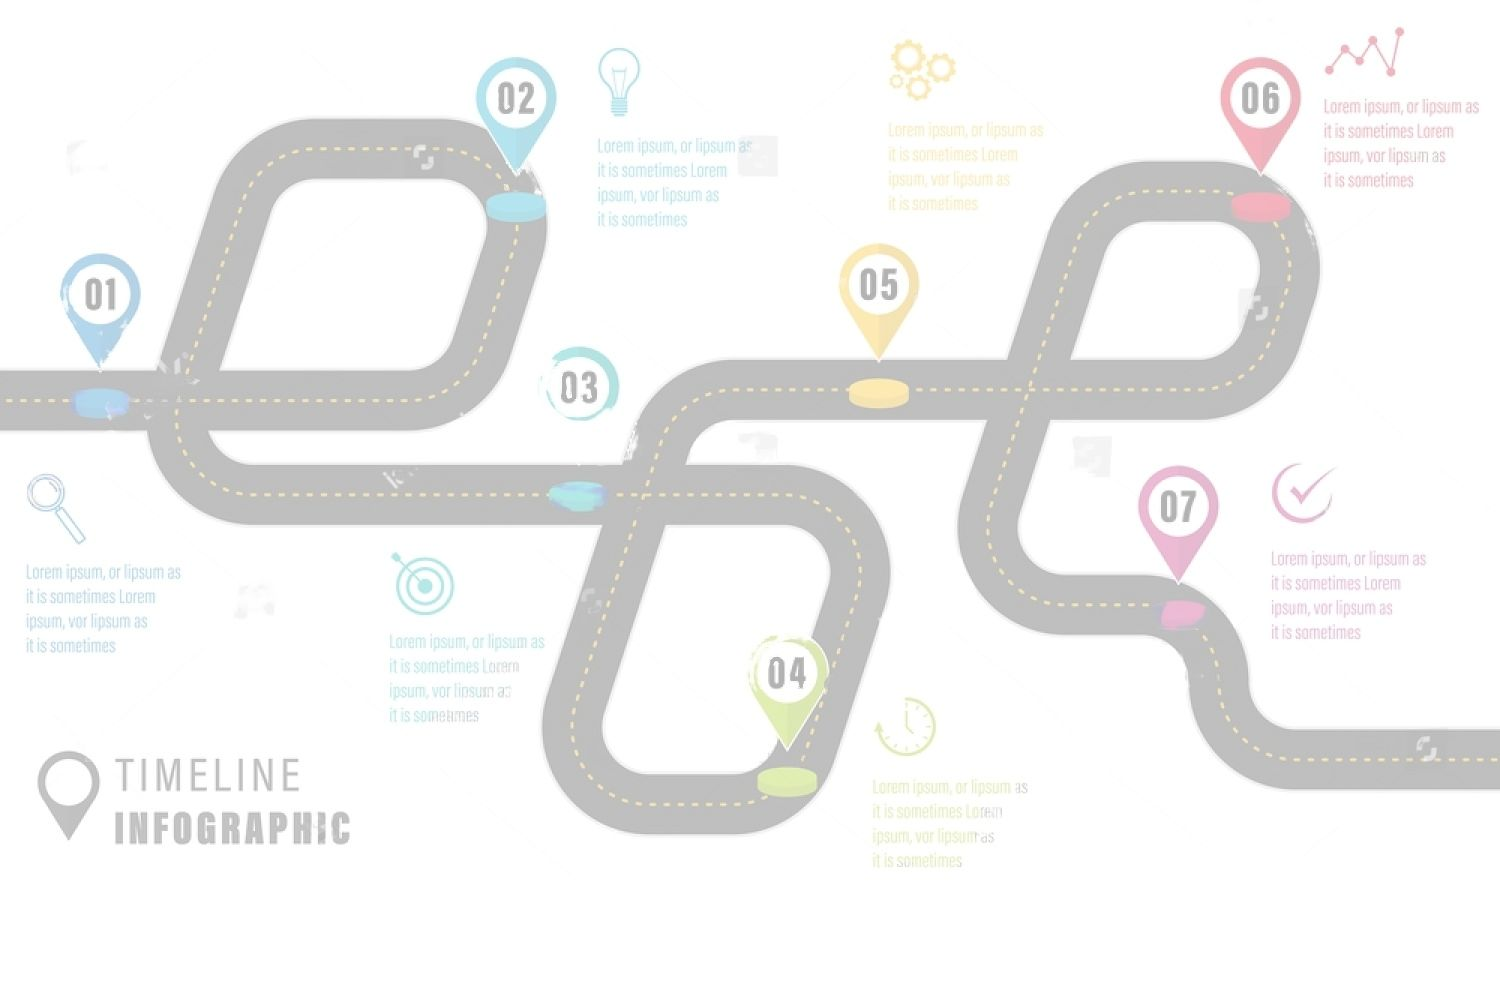 01
Lorem ipsum, or lipsum as
it is sometimes Lorem
ipsum, vor lipsum as
it is sometimes
02
Lorem ipsum, or lipsum as
it is sometimes Lorem
ipsum, vor lipsum as
it is sometimes
03
Lorem ipsum, or lipsum as
it is sometimes Lorem
ipsum, vor lipsum as
it is sometimes
04
Lorem ipsum, or lipsum as
it is sometimes Lorem
ipsum, vor lipsum as
it is sometimes
05
Lorem ipsum, or lipsum as
it is sometimes Lorem
ipsum, vor lipsum as
it is sometimes
06
Lorem ipsum, or lipsum as
it is sometimes Lorem
ipsum, vor lipsum as
it is sometimes
07
Lorem ipsum, or lipsum as
it is sometimes Lorem
ipsum, vor lipsum as
it is sometimes
TIMELINE
INFOGRAPHIC